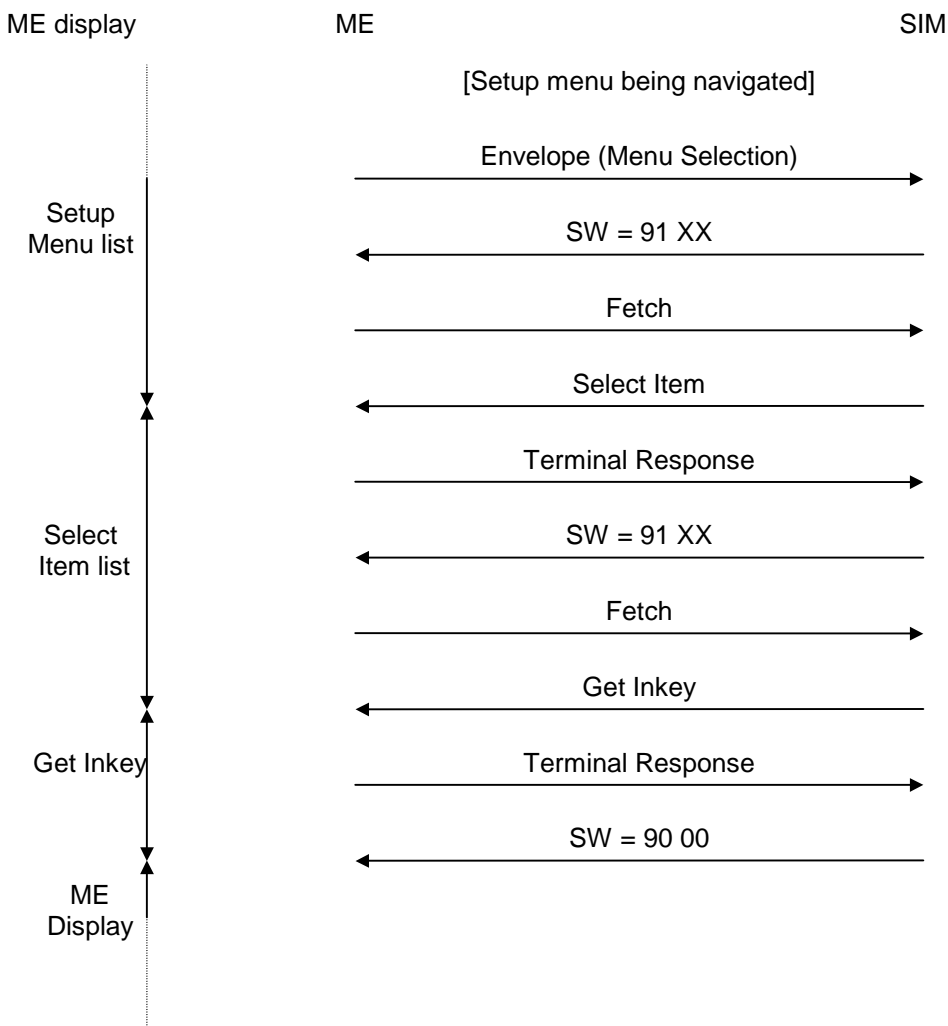 ME display ME SIM
[Setup menu being navigated]
Envelope (Menu Selection)
Setup
Menu list
SW = 91 XX
Fetch
Select Item
Terminal Response
Select
Item list
SW = 91 XX
Fetch
Get Inkey
Get Inkey
Terminal Response
SW = 90 00
ME
Display